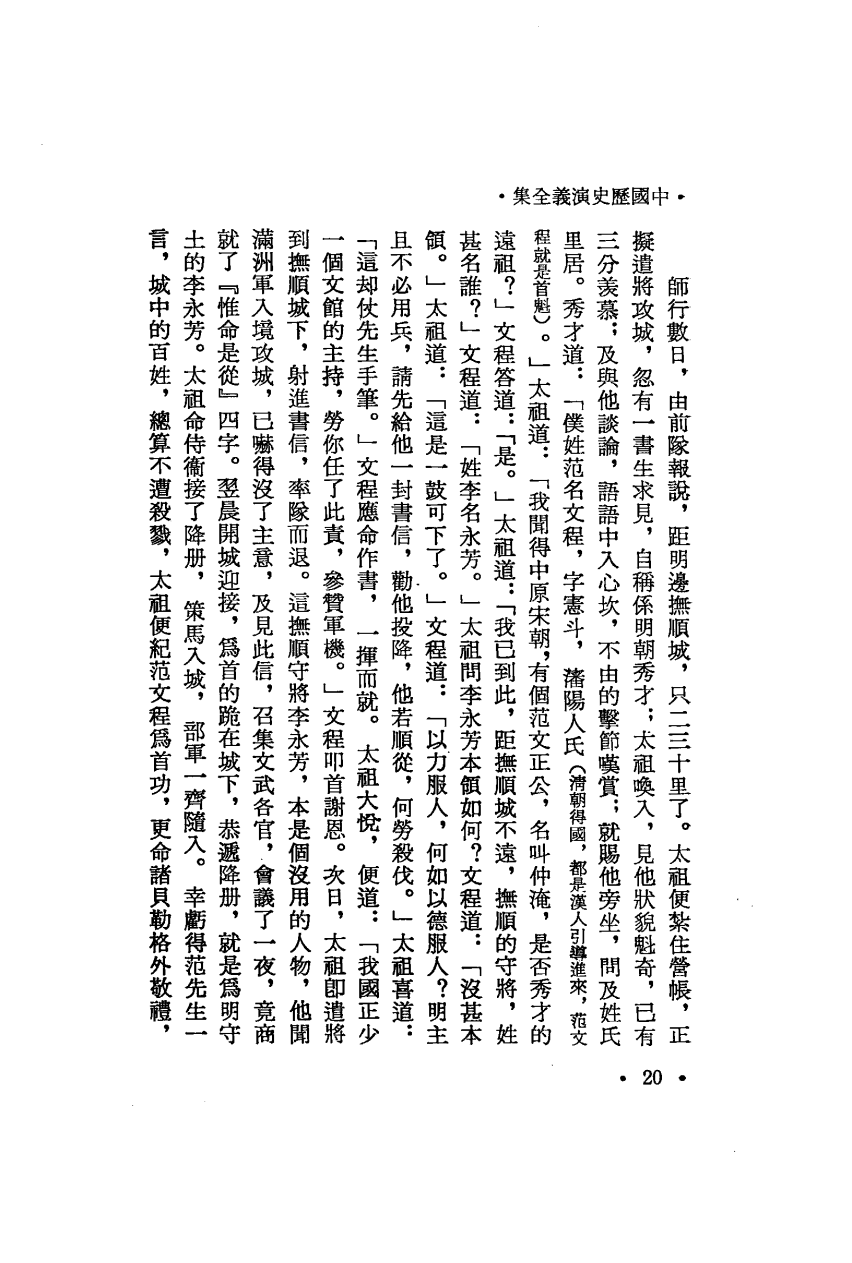 ·中國歷史演義全集·
師行數日，由前隊報說，距明邊撫順城，只二三十里了。太祖便紮住營帳，正
擬遣將攻城，忽有一書生求見，自稱係明朝秀才；太祖喚入，見他狀貌魁奇，已有
三分羨慕；及與他談論，語語中入心坎，不由的擊節嘆賞；就賜他旁坐，問及姓氏
里居。秀才道：「僕姓范名文程，字憲斗，瀋陽人氏（清朝得國，都是漢人引導進來，范文
程就是首魁）。」太祖道：「我聞得中原宋朝，有個范文正公，名叫仲淹，是否秀才的
遠祖？」文程答道：「是。」太祖道：「我已到此，距撫順城不遠，撫順的守將，姓
甚名誰？」文程道：「姓李名永芳。」太祖問李永芳本領如何？文程道：「沒甚本
領。」太祖道：「這是一鼓可下了。」文程道：「以力服人，何如以德服人？明主
且不必用兵，請先給他一封書信，勸他投降，他若順從，何勞殺伐。」太祖喜道：
「這却仗先生手筆。」文程應命作書，一揮而就。太祖大悅，便道：「我國正少
一個文館的主持，勞你任了此責，參贊軍機。」文程叩首謝恩。次日，太祖卽遣將
到撫順城下，射進書信，率隊而退。這撫順守將李永芳，本是個沒用的人物，他聞
滿洲軍入境攻城，已嚇得沒了主意，及見此信，召集文武各官，會議了一夜，竟商
就了『惟命是從』四字。翌晨開城迎接，爲首的跪在城下，恭遞降册，就是爲明守
土的李永芳。太祖命侍衞接了降册，策馬入城，部軍一齊隨入。幸虧得范先生一
言，城中的百姓，總算不遭殺戮，太祖便紀范文程爲首功，更命諸貝勒格外敬禮，
·20·